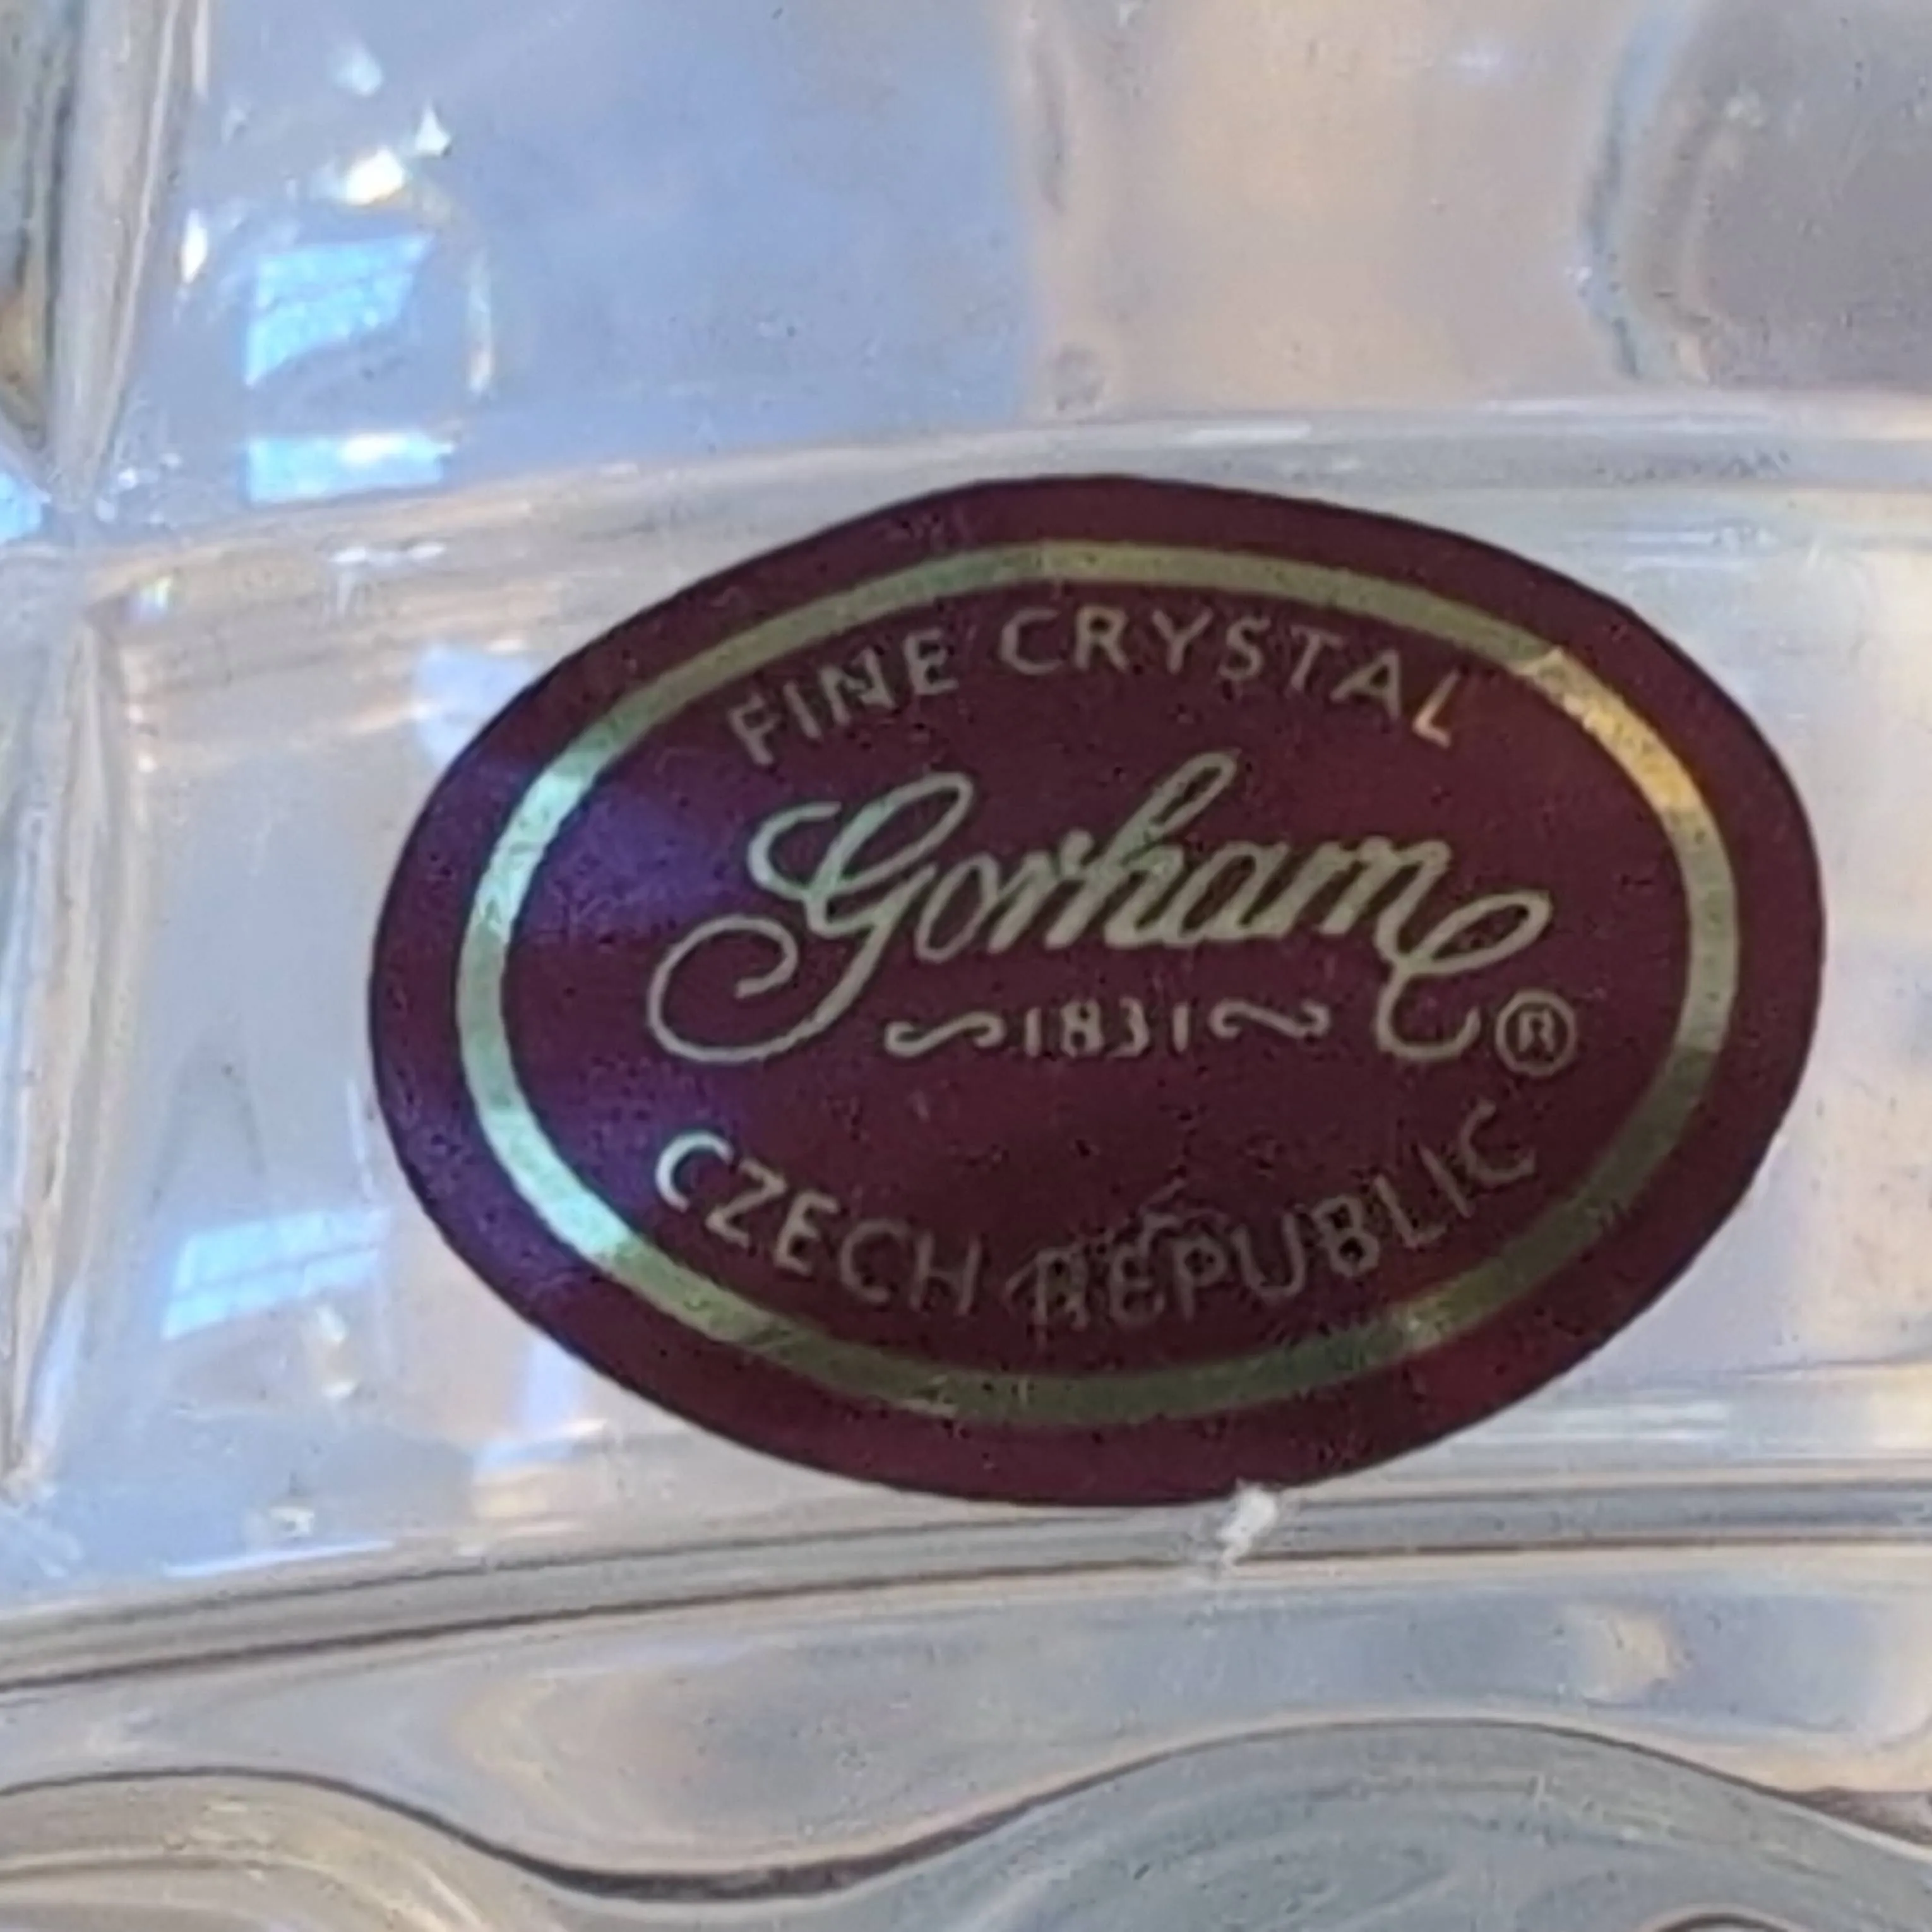 FINE CRYSTAL
Gorham
1831
®
CZECH REPUBLIC